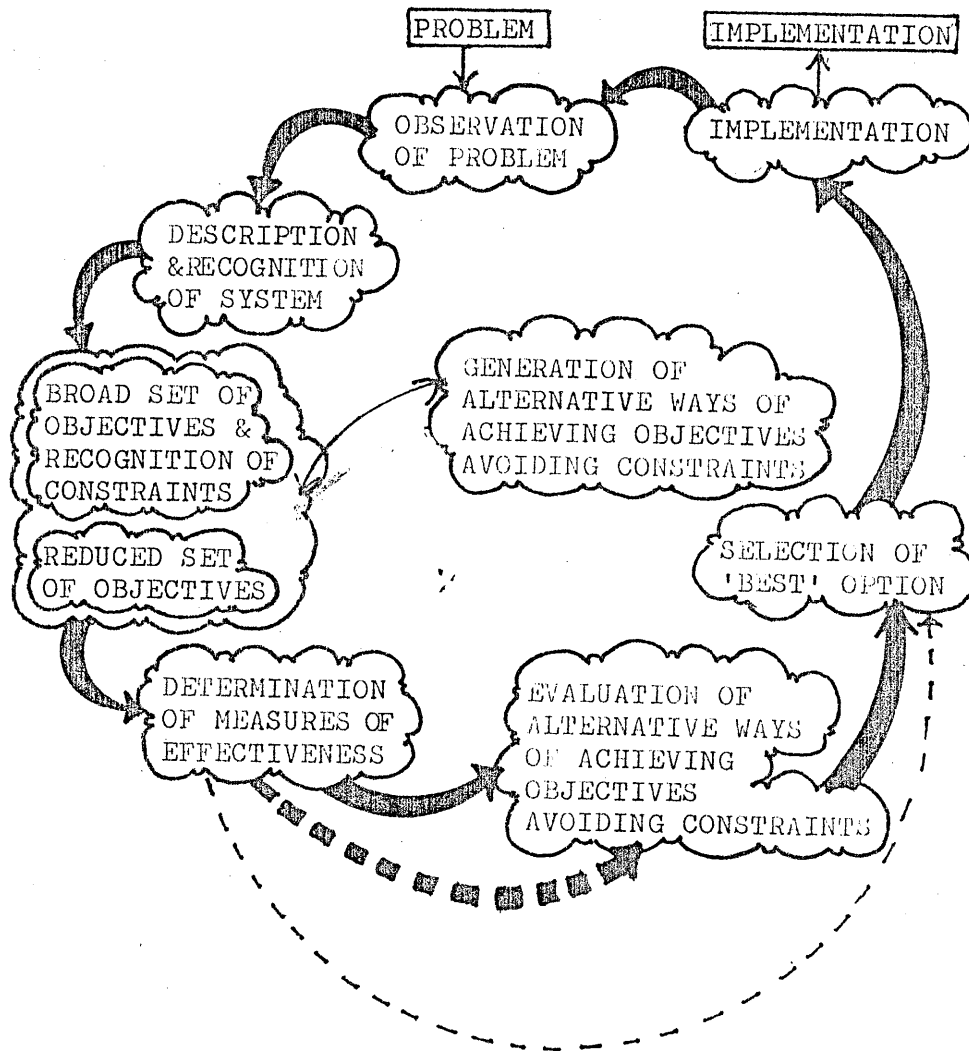 PROBLEM
IMPLEMENTATION
OBSERVATION
OF PROBLEM
IMPLEMENTATION
DESCRIPTION
&RECOGNITION
OF SYSTEM
BROAD SET OF
OBJECTIVES &
RECOGNITION OF
CONSTRAINTS
GENERATION OF
ALTERNATIVE WAYS OF
ACHIEVING OBJECTIVES
AVOIDING CONSTRAINTS
REDUCED SET
OF OBJECTIVES
SELECTION OF
'BEST' OPTION
DETERMINATION
OF MEASURES OF
EFFECTIVENESS
EVALUATION OF
ALTERNATIVE WAYS
OF ACHIEVING
OBJECTIVES
AVOIDING CONSTRAINTS